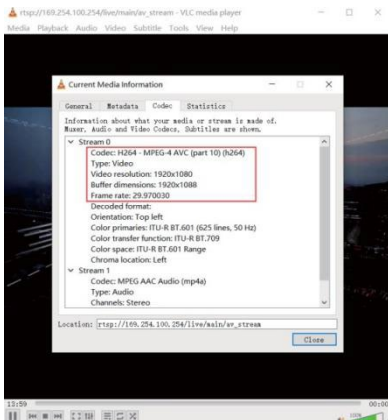 rtsp://169.254.100.254/live/main/av_stream - VLC media player
Media Playback Audio Video Subtitle Tools View Help
Current Media Information
General Metadata Codec Statistics
Information about what your media or stream is made of.
Muxer, Audio and Video Codecs, Subtitles are shown.
Stream 0
Codec: H264 - MPEG-4 AVC (part 10) (h264)
Type: Video
Video resolution: 1920x1080
Buffer dimensions: 1920x1088
Frame rate: 29.970030
Decoded format:
Orientation: Top left
Color primaries: ITU-R BT.601 (625 lines, 50 Hz)
Color transfer function: ITU-R BT.709
Color space: ITU-R BT.601 Range
Chroma location: Left
Stream 1
Codec: MPEG AAC Audio (mp4a)
Type: Audio
Channels: Stereo
Location: rtsp://169.254.100.254/live/main/av_stream
Close
15:59 00:00
100%